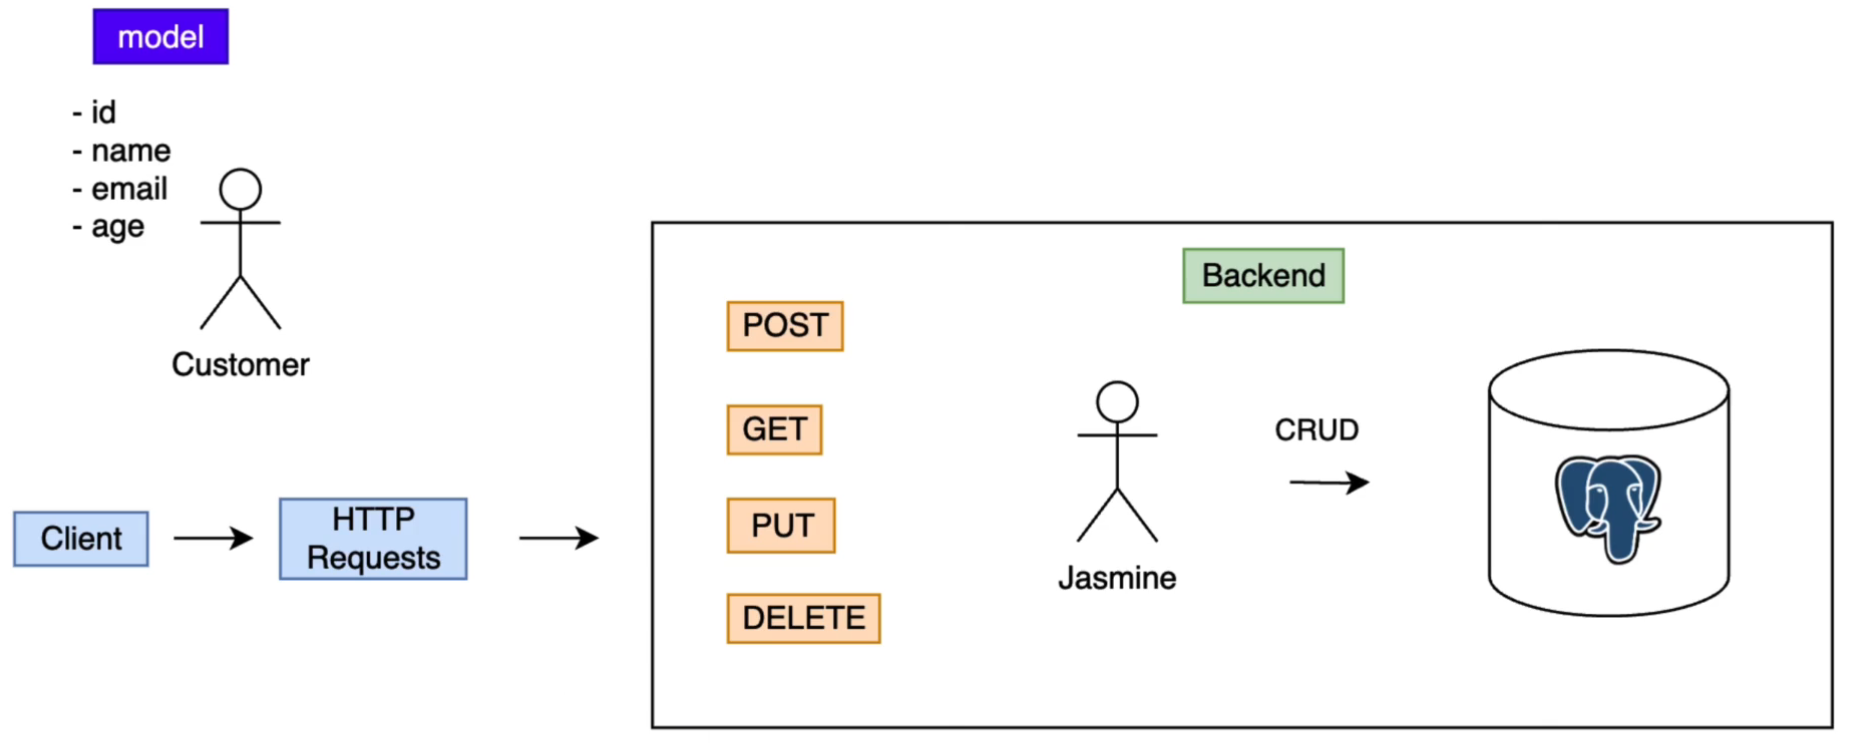 model
- id
- name
- email
- age
Customer
Client
HTTP
Requests
Backend
POST
GET
PUT
DELETE
Jasmine
CRUD